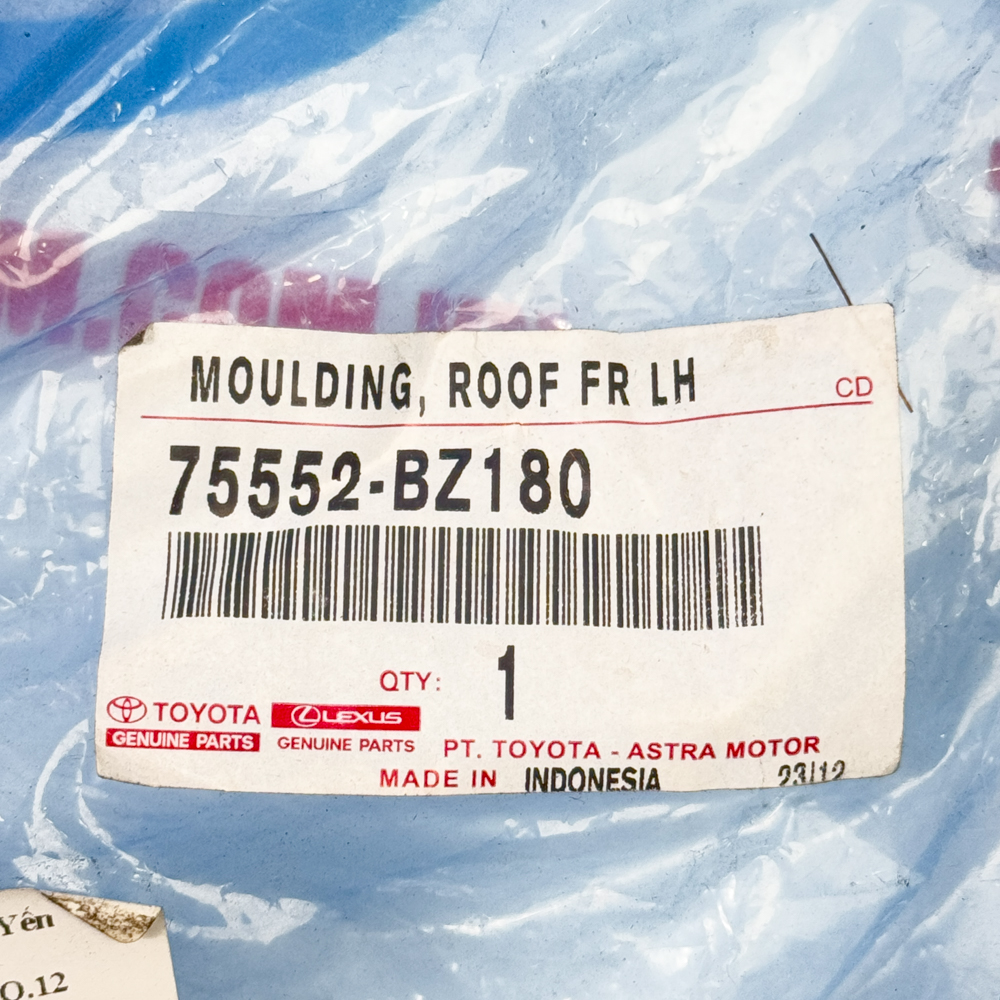 MOULDING, ROOF FR LH
CD
75552-BZ180
QTY: 1
TOYOTA
GENUINE PARTS
LEXUS
GENUINE PARTS
PT. TOYOTA - ASTRA MOTOR
MADE IN INDONESIA
23/12
Yến
O.12